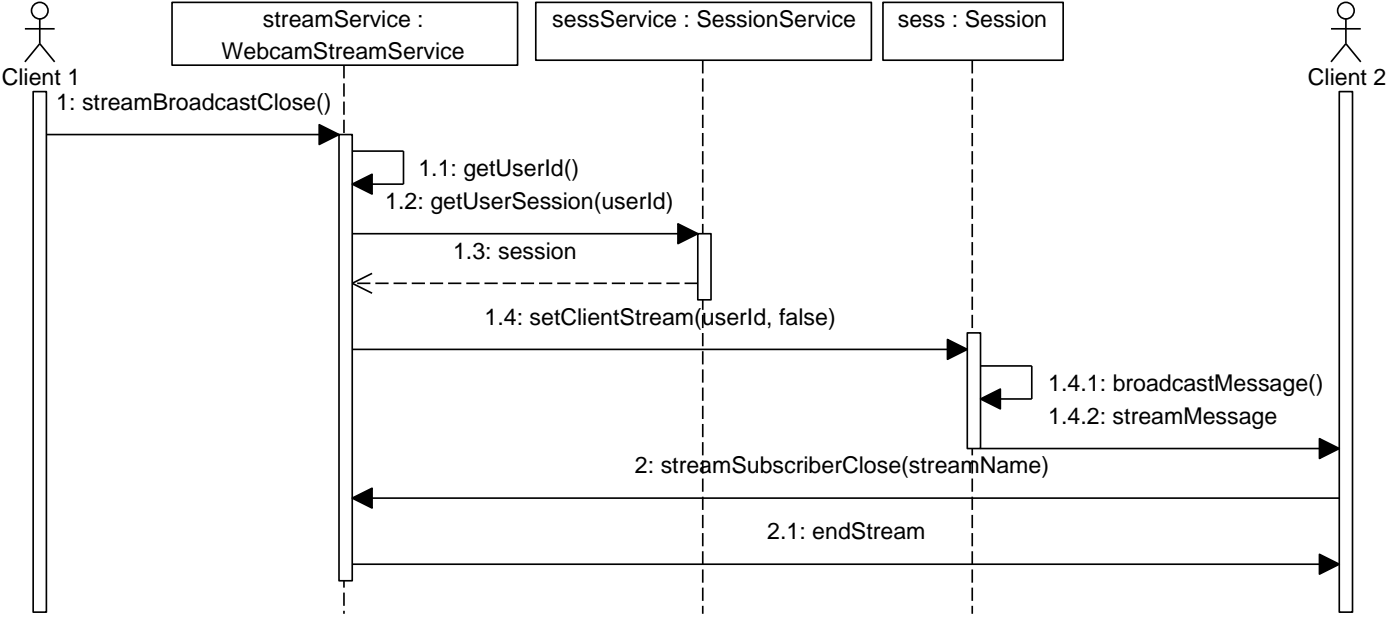 streamService :
WebcamStreamService
sessService : SessionService
sess : Session
Client 1
Client 2
1: streamBroadcastClose()
1.1: getUserId()
1.2: getUserSession(userId)
1.3: session
1.4: setClientStream(userId, false)
1.4.1: broadcastMessage()
1.4.2: streamMessage
2: streamSubscriberClose(streamName)
2.1: endStream